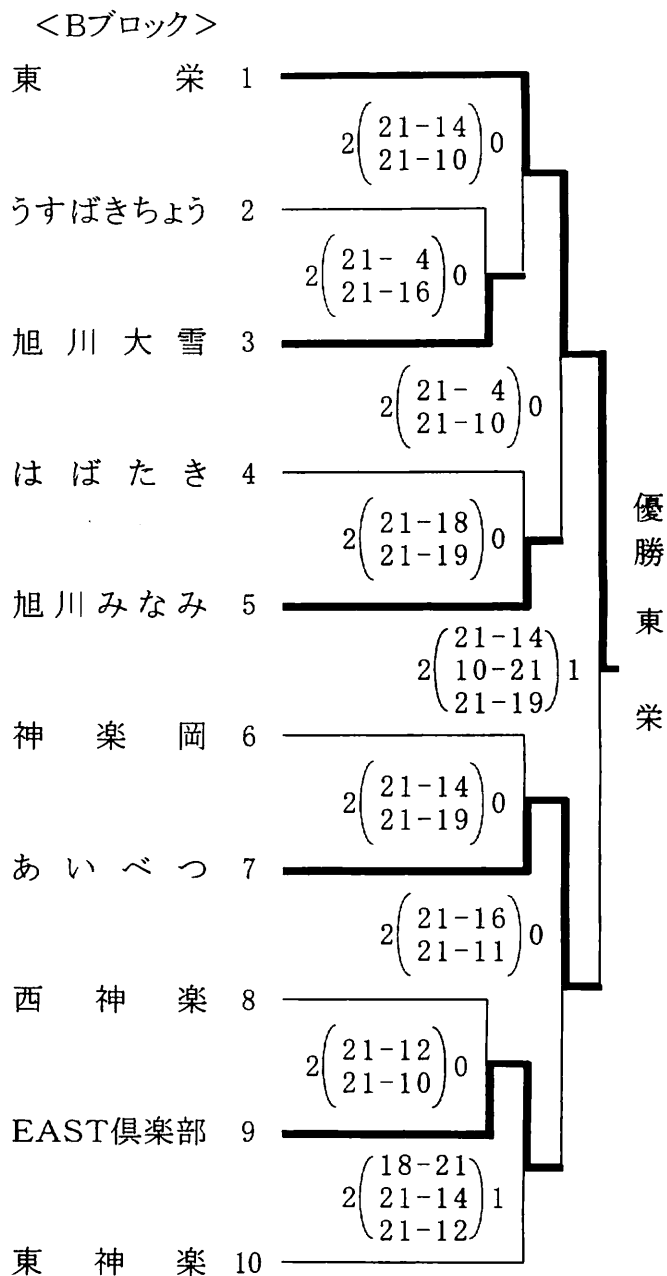 <Bブロック>
東栄 1
2(21-14 21-10)0
うすばきちょう 2
2(21- 4 21-16)0
旭川大雪 3
2(21- 4 21-10)0
はばたき 4
2(21-18 21-19)0
旭川みなみ 5
2(21-14 10-21 21-19)1
優勝 東栄
神楽岡 6
2(21-14 21-19)0
あいべつ 7
2(21-16 21-11)0
西神楽 8
2(21-12 21-10)0
EAST倶楽部 9
2(18-21 21-14 21-12)1
東神楽 10